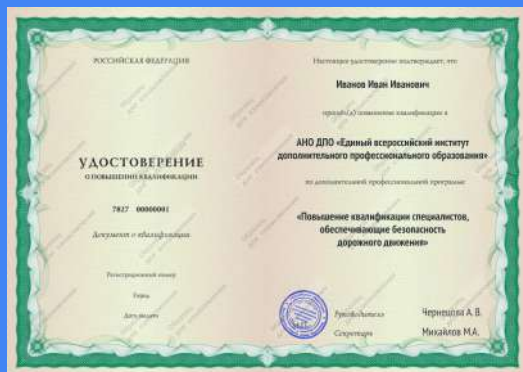 РОССИЙСКАЯ ФЕДЕРАЦИЯ
УДОСТОВЕРЕНИЕ
О ПОВЫШЕНИИ КВАЛИФИКАЦИИ
7827 00000001
Документ о квалификации
Регистрационный номер
Город
Дата выдачи
Настоящее удостоверение подтверждает, что
Иванов Иван Иванович
прошёл(а) повышение квалификации в
АНО ДПО «Единый всероссийский институт
дополнительного профессионального образования»
по дополнительной профессиональной программе
«Повышение квалификации специалистов,
обеспечивающие безопасность
дорожного движения»
Руководитель Чернецова А. В.
Секретарь Михайлов М.А.